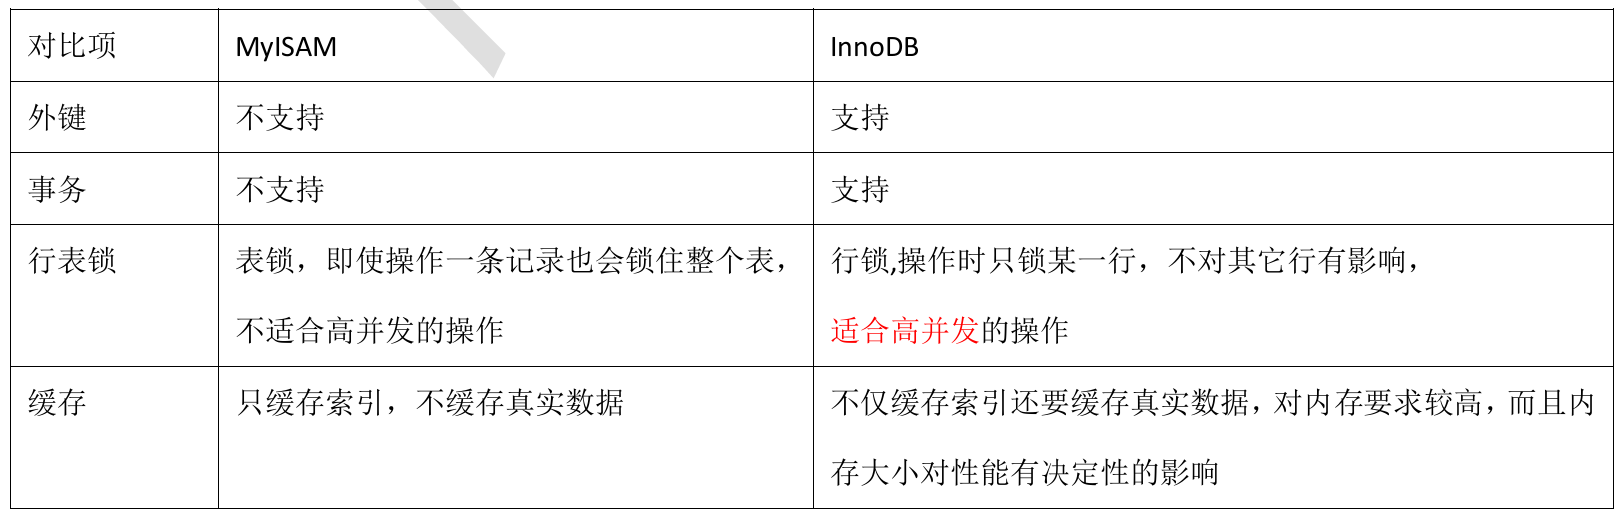 对比项 MyISAM InnoDB
外键 不支持 支持
事务 不支持 支持
行表锁 表锁，即使操作一条记录也会锁住整个表， 行锁,操作时只锁某一行，不对其它行有影响，
不适合高并发的操作 适合高并发的操作
缓存 只缓存索引，不缓存真实数据 不仅缓存索引还要缓存真实数据，对内存要求较高，而且内
存大小对性能有决定性的影响